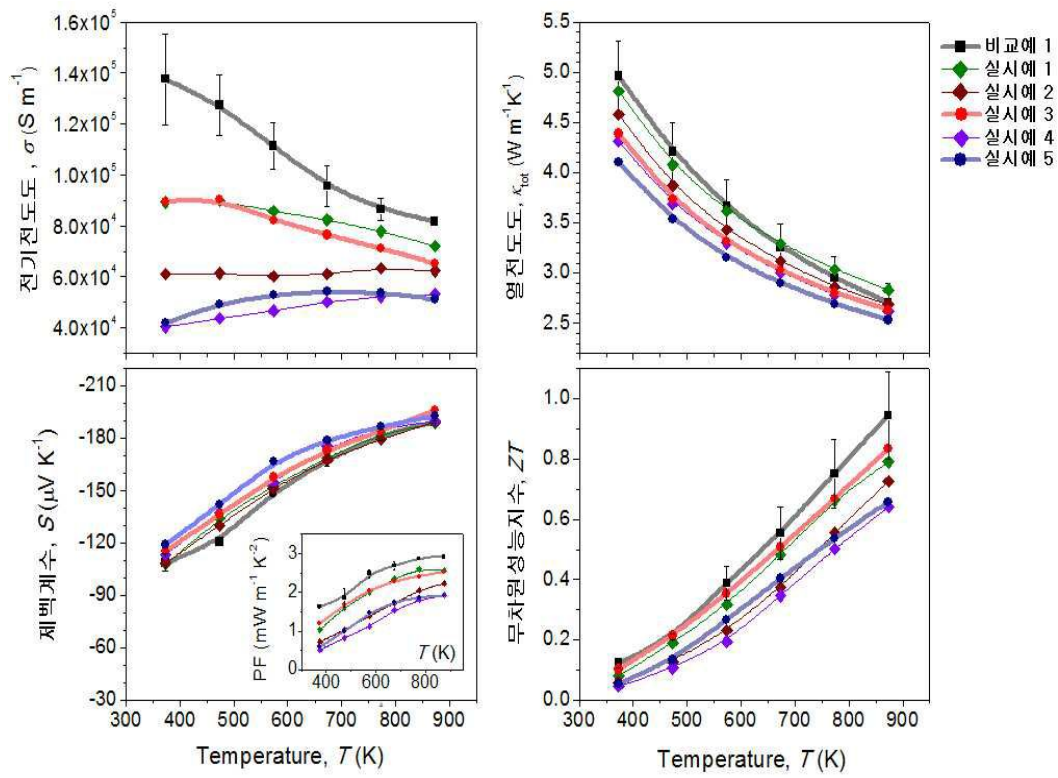 1.6x10⁵
1.4x10⁵
1.2x10⁵
1.0x10⁵
8.0x10⁴
6.0x10⁴
4.0x10⁴
전기전도도, σ (S m⁻¹)
5.5
5.0
4.5
4.0
3.5
3.0
2.5
열전도도, κtot (W m⁻¹K⁻¹)
비교예 1
실시예 1
실시예 2
실시예 3
실시예 4
실시예 5
-210
-180
-150
-120
-90
-60
-30
제벡계수, S (μV K⁻¹)
3
2
1
0
PF (mW m⁻¹ K⁻²)
T (K)
400 600 800
300 400 500 600 700 800 900
Temperature, T (K)
1.0
0.8
0.6
0.4
0.2
0.0
무차원성능지수, ZT
300 400 500 600 700 800 900
Temperature, T (K)